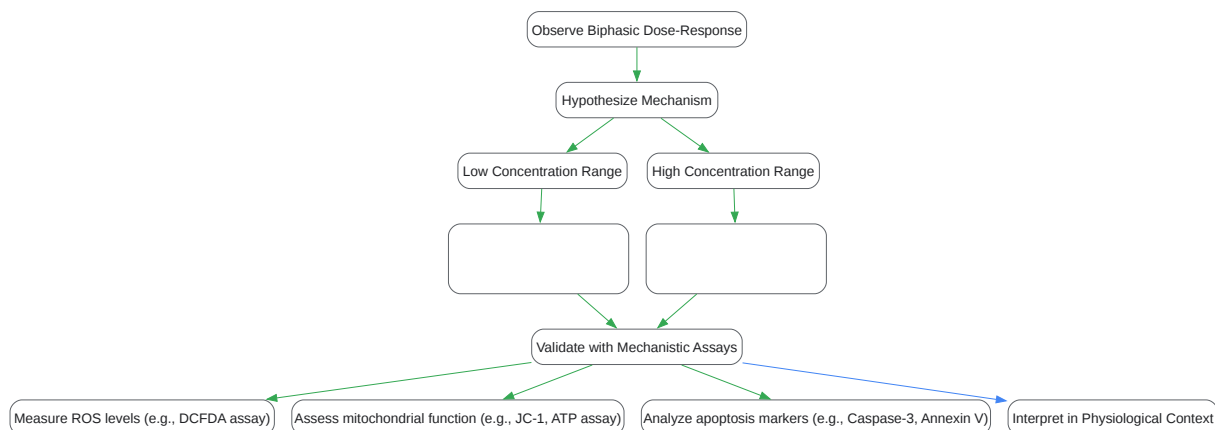 Observe Biphasic Dose-Response
Hypothesize Mechanism
Low Concentration Range
High Concentration Range
Validate with Mechanistic Assays
Measure ROS levels (e.g., DCFDA assay)
Assess mitochondrial function (e.g., JC-1, ATP assay)
Analyze apoptosis markers (e.g., Caspase-3, Annexin V)
Interpret in Physiological Context